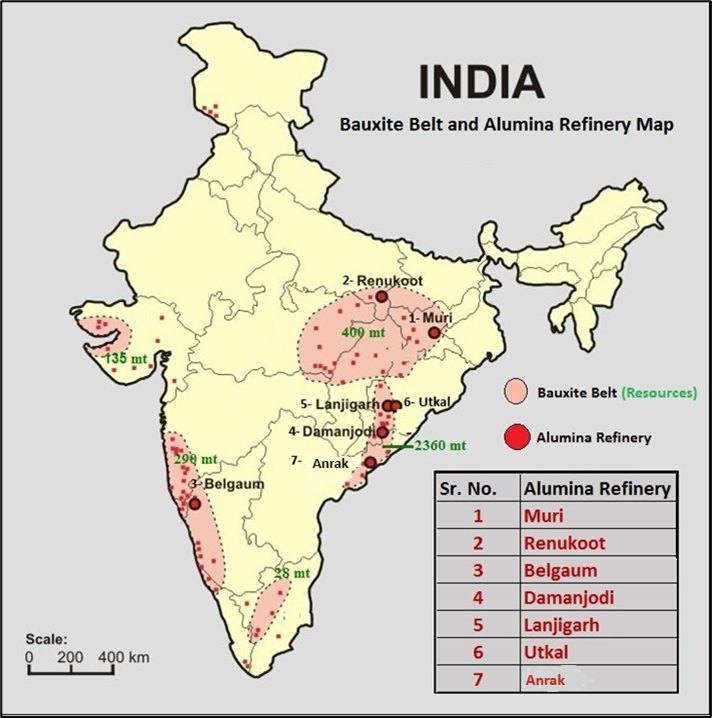 INDIA
Bauxite Belt and Alumina Refinery Map
2- Renukoot
1- Muri
400 mt
135 mt
5- Lanjigarh
6- Utkal
4- Damanjodi
2360 mt
7-
Anrak
290 mt
3- Belgaum
28 mt
Bauxite Belt (Resources)
Alumina Refinery
Sr. No. Alumina Refinery
1 Muri
2 Renukoot
3 Belgaum
4 Damanjodi
5 Lanjigarh
6 Utkal
7 Anrak
Scale:
0 200 400 km